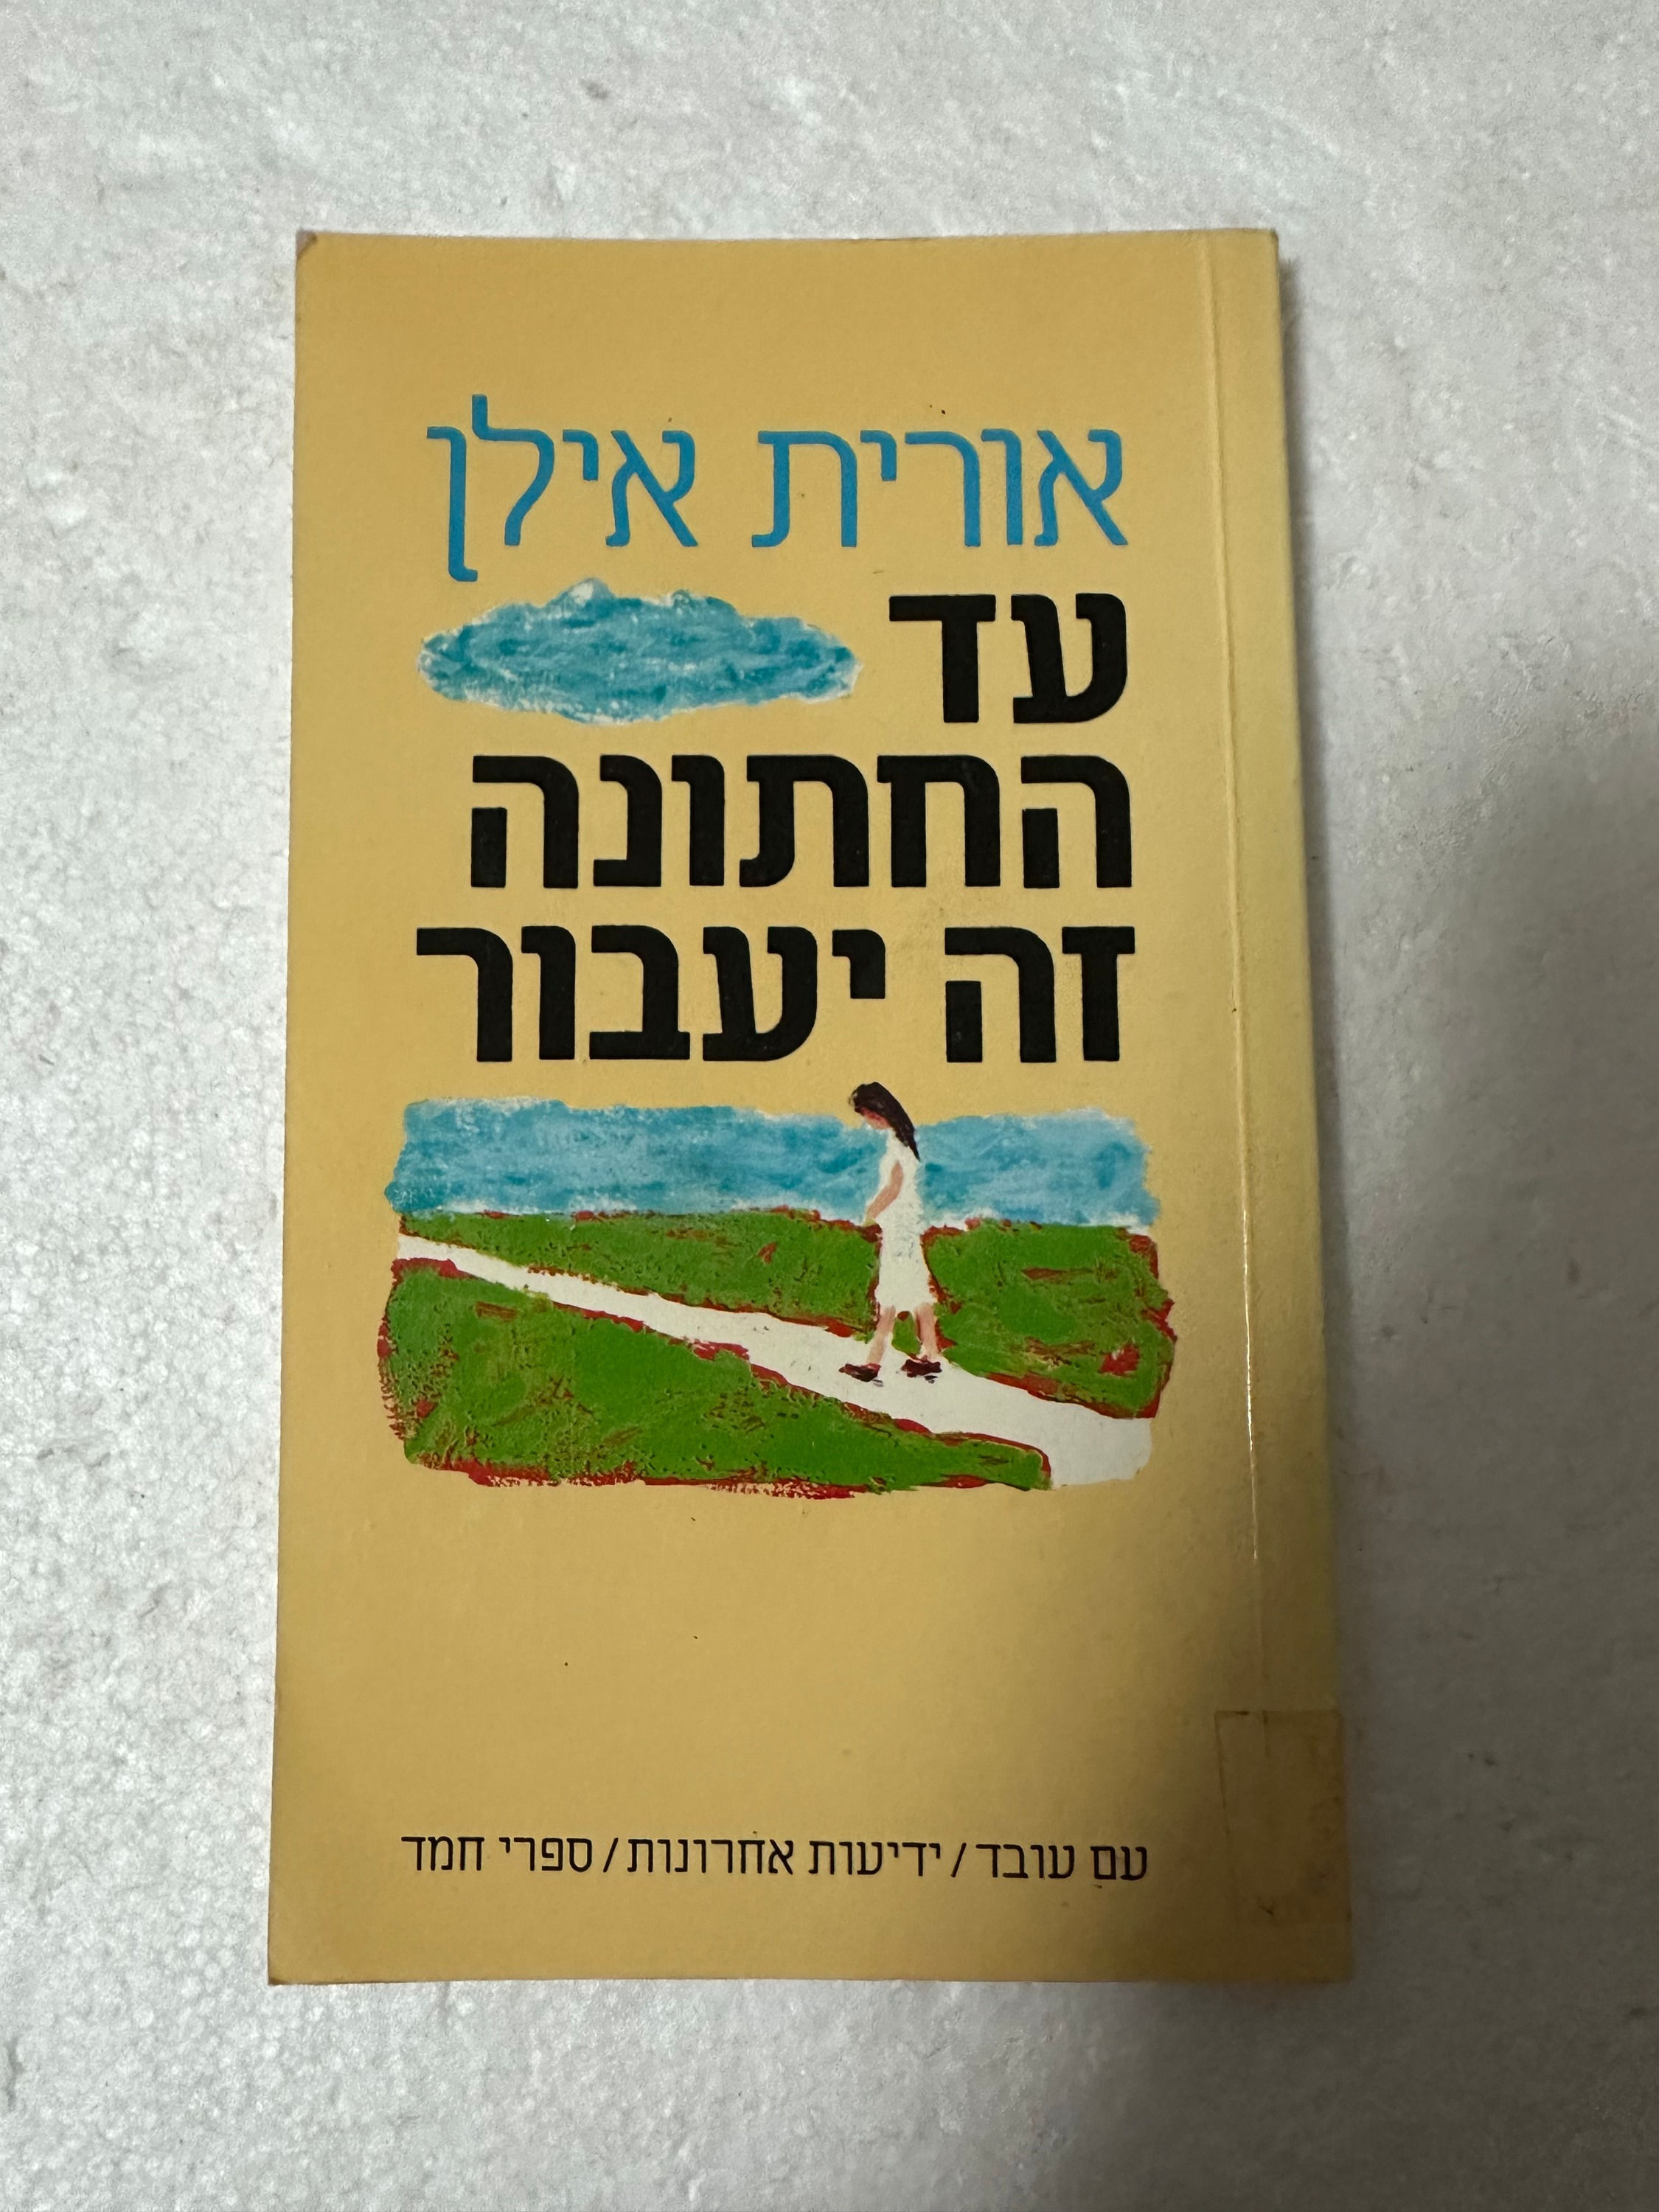 אורית אילן
עד
החתונה
זה יעבור
עם עובד/ידיעות אחרונות/ספרי חמד